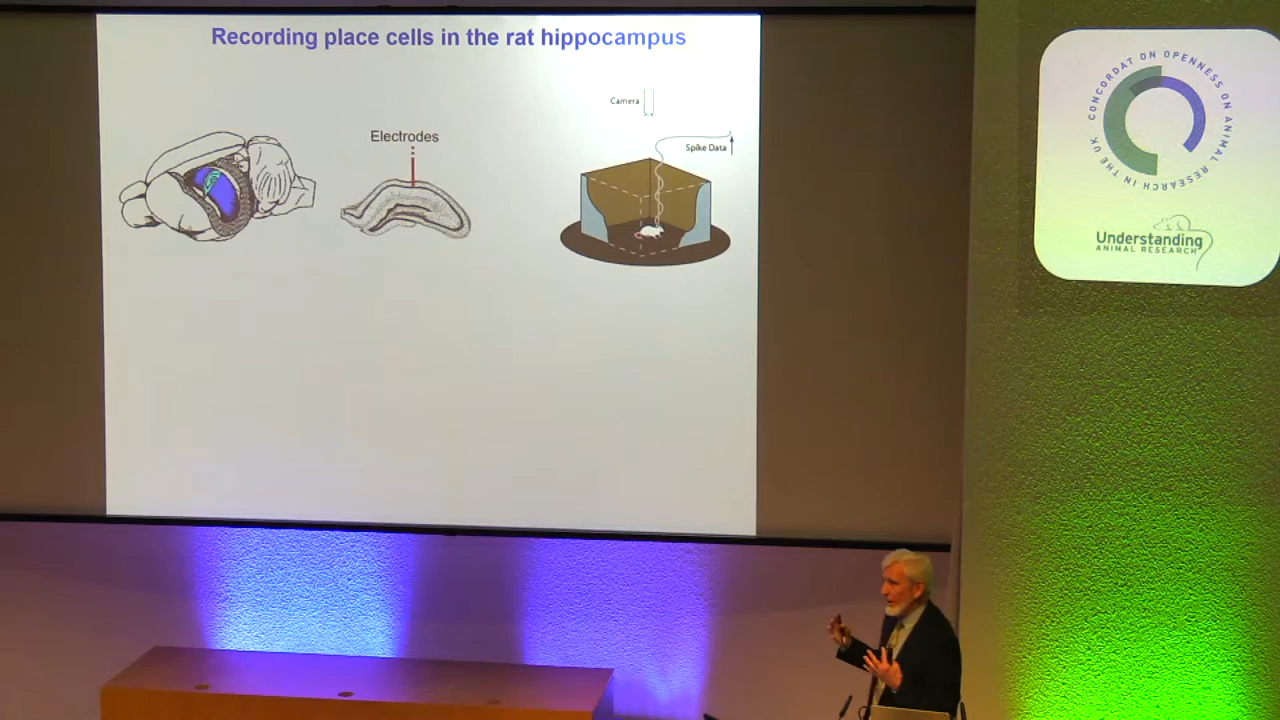 Recording place cells in the rat hippocampus
Camera
Electrodes
Spike Data
CONCORDAT ON OPENNESS ON ANIMAL RESEARCH IN THE UK
Understanding
ANIMAL RESEARCH